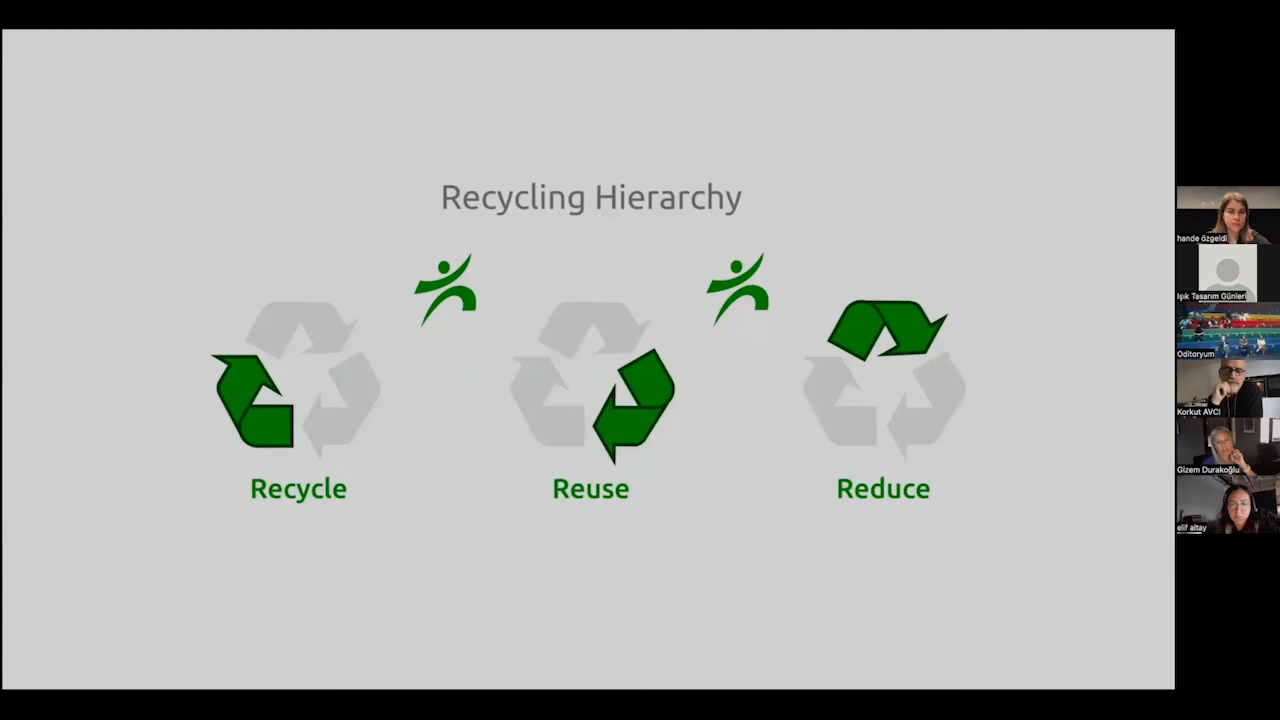 Recycling Hierarchy
Recycle
Reuse
Reduce
hande özgeldi
Işık Tasarım Günleri
Oditoryum
Korkut AVCI
Gizem Durakoğlu
elif altay